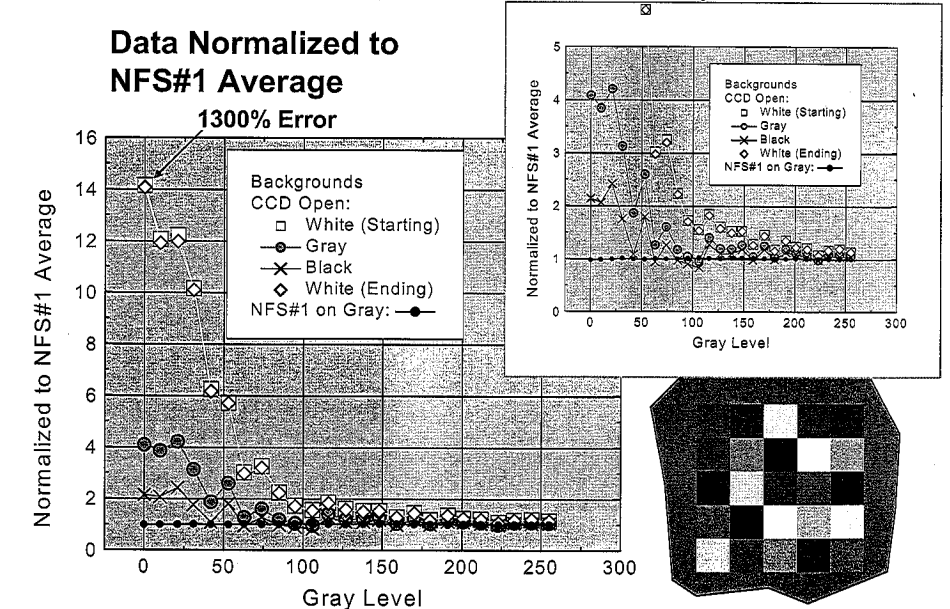 Data Normalized to
NFS#1 Average
1300% Error
Normalized to NFS#1 Average
16
14
12
10
8
6
4
2
0
Backgrounds
CCD Open:
White (Starting)
Gray
Black
White (Ending)
NFS#1 on Gray:
0 50 100 150 200 250 300
Gray Level
Normalized to NFS#1 Average
5
4
3
2
1
0
Backgrounds
CCD Open:
White (Starting)
Gray
Black
White (Ending)
NFS#1 on Gray:
0 50 100 150 200 250 300
Gray Level